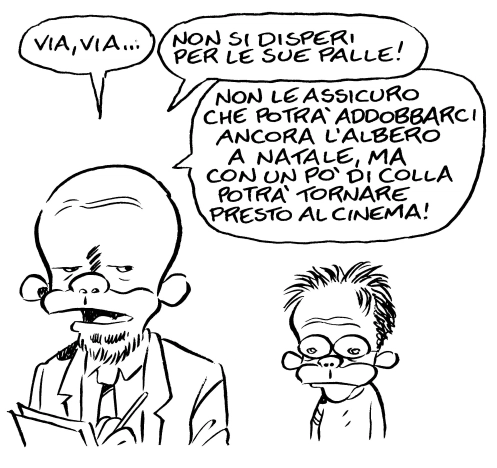 VIA, VIA...
NON SI DISPERI
PER LE SUE PALLE!
NON LE ASSICURO
CHE POTRA' ADDOBBARCI
ANCORA L'ALBERO
A NATALE, MA
CON UN PO' DI COLLA
POTRA' TORNARE
PRESTO AL CINEMA!